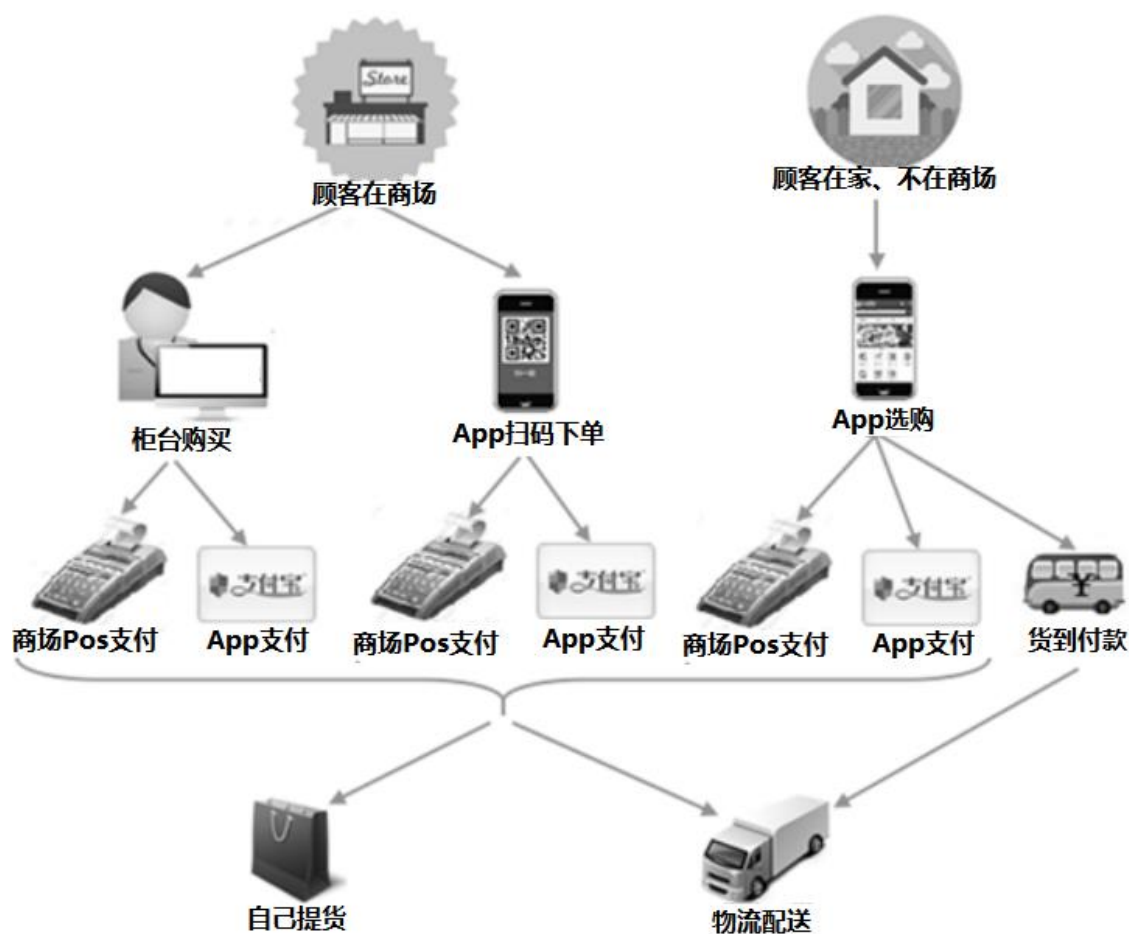 Store
顾客在商场
顾客在家、不在商场
柜台购买
App扫码下单
App选购
支付宝
支付宝
支付宝
¥
商场Pos支付
App支付
商场Pos支付
App支付
商场Pos支付
App支付
货到付款
自己提货
物流配送